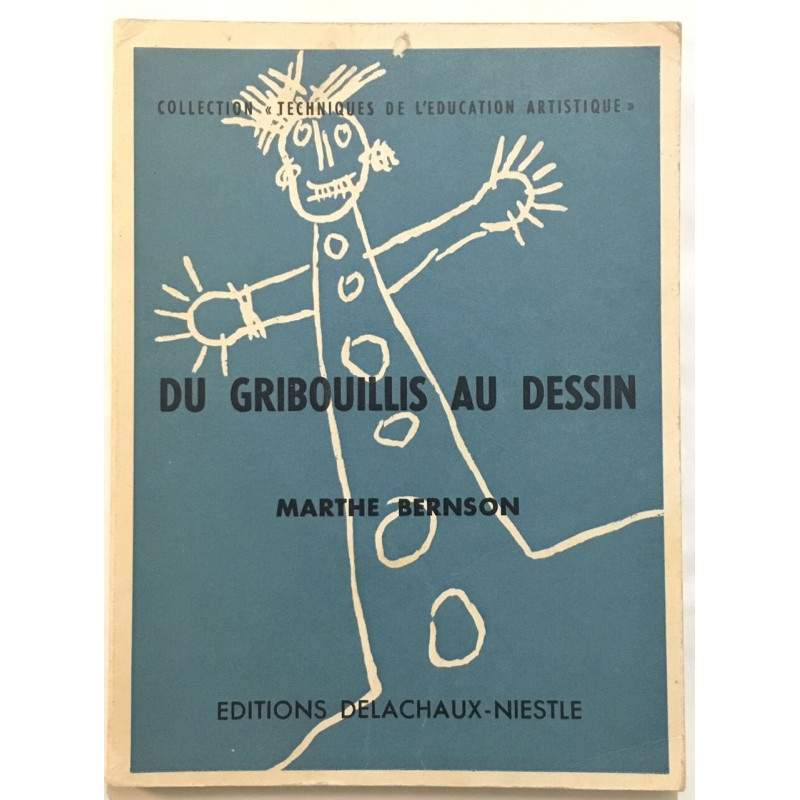 COLLECTION « TECHNIQUES DE L'EDUCATION ARTISTIQUE »
DU GRIBOUILLIS AU DESSIN
MARTHE BERNSON
EDITIONS DELACHAUX-NIESTLE